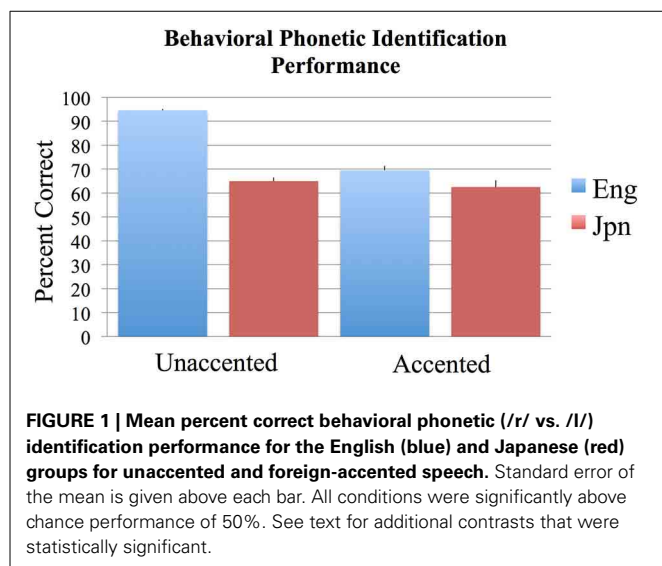 Behavioral Phonetic Identification
Performance
Percent Correct
100
90
80
70
60
50
40
30
20
10
0
Unaccented
Accented
Eng
Jpn
FIGURE 1 | Mean percent correct behavioral phonetic (/r/ vs. /l/)
identification performance for the English (blue) and Japanese (red)
groups for unaccented and foreign-accented speech. Standard error of
the mean is given above each bar. All conditions were significantly above
chance performance of 50%. See text for additional contrasts that were
statistically significant.